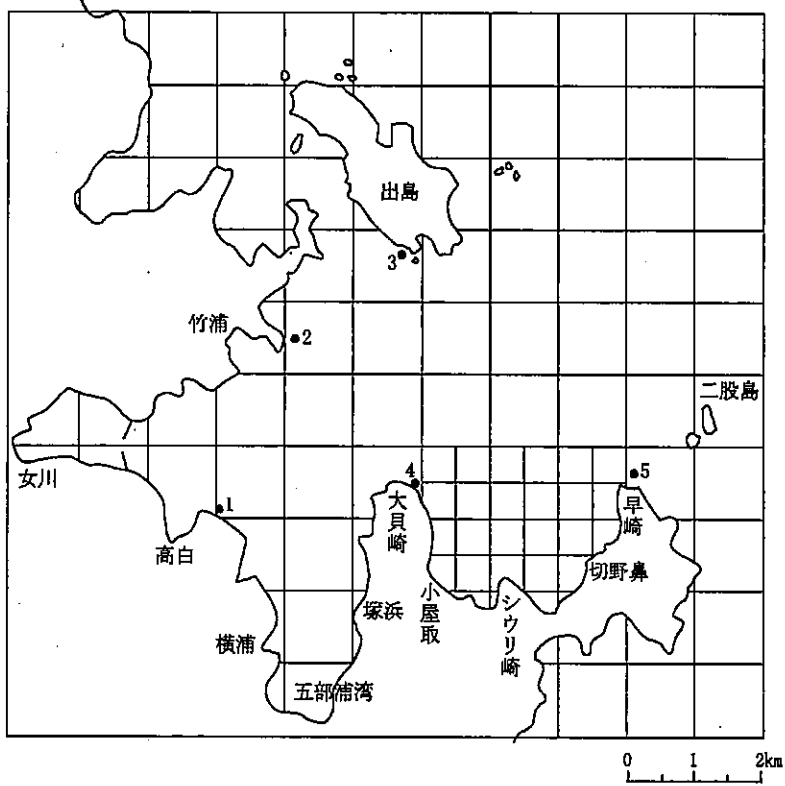 出島
3
竹浦
2
二股島
女川
4
5
1
大貝崎
早崎
高白
切野鼻
塚浜
小屋取
シウリ崎
横浦
五部浦湾
0 1 2km